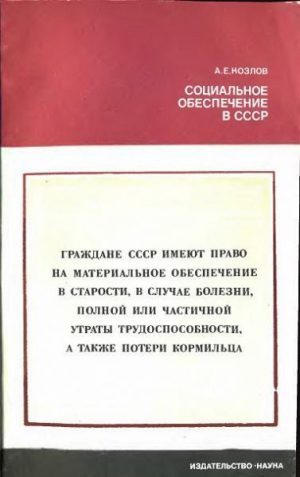 А.Е.КОЗЛОВ
СОЦИАЛЬНОЕ
ОБЕСПЕЧЕНИЕ
В СССР
ГРАЖДАНЕ СССР ИМЕЮТ ПРАВО
НА МАТЕРИАЛЬНОЕ ОБЕСПЕЧЕНИЕ
В СТАРОСТИ, В СЛУЧАЕ БОЛЕЗНИ,
ПОЛНОЙ ИЛИ ЧАСТИЧНОЙ
УТРАТЫ ТРУДОСПОСОБНОСТИ,
А ТАКЖЕ ПОТЕРИ КОРМИЛЬЦА
ИЗДАТЕЛЬСТВО·НАУКА